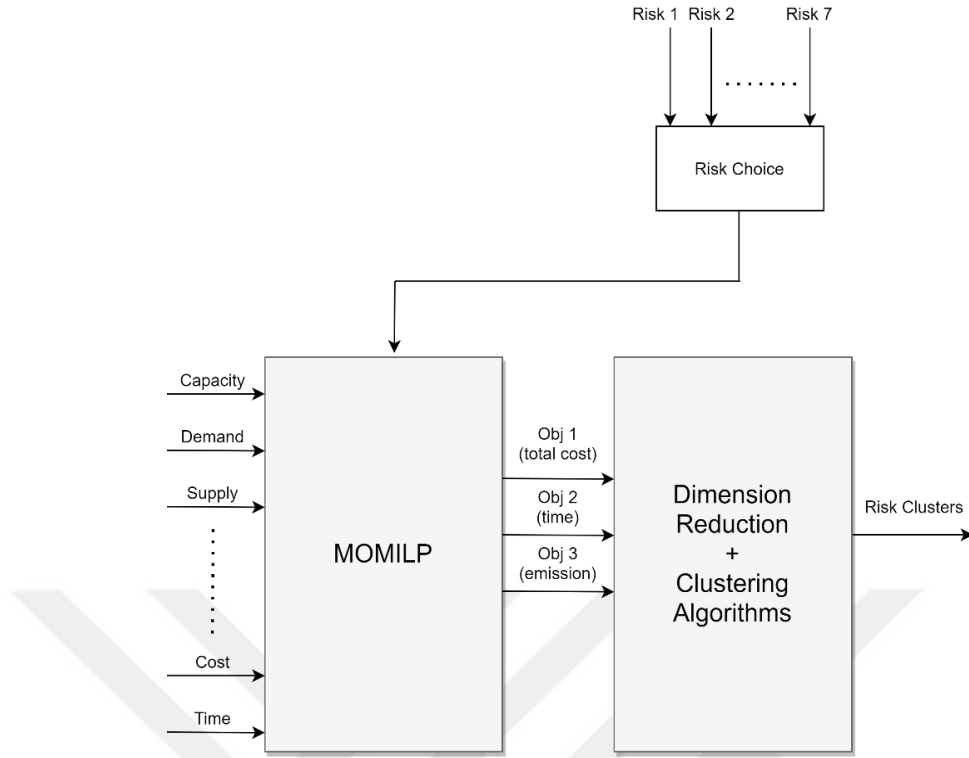 Risk 1 Risk 2 Risk 7
Risk Choice
Capacity
Demand
Supply
Cost
Time
MOMILP
Obj 1
(total cost)
Obj 2
(time)
Obj 3
(emission)
Dimension
Reduction
+
Clustering
Algorithms
Risk Clusters